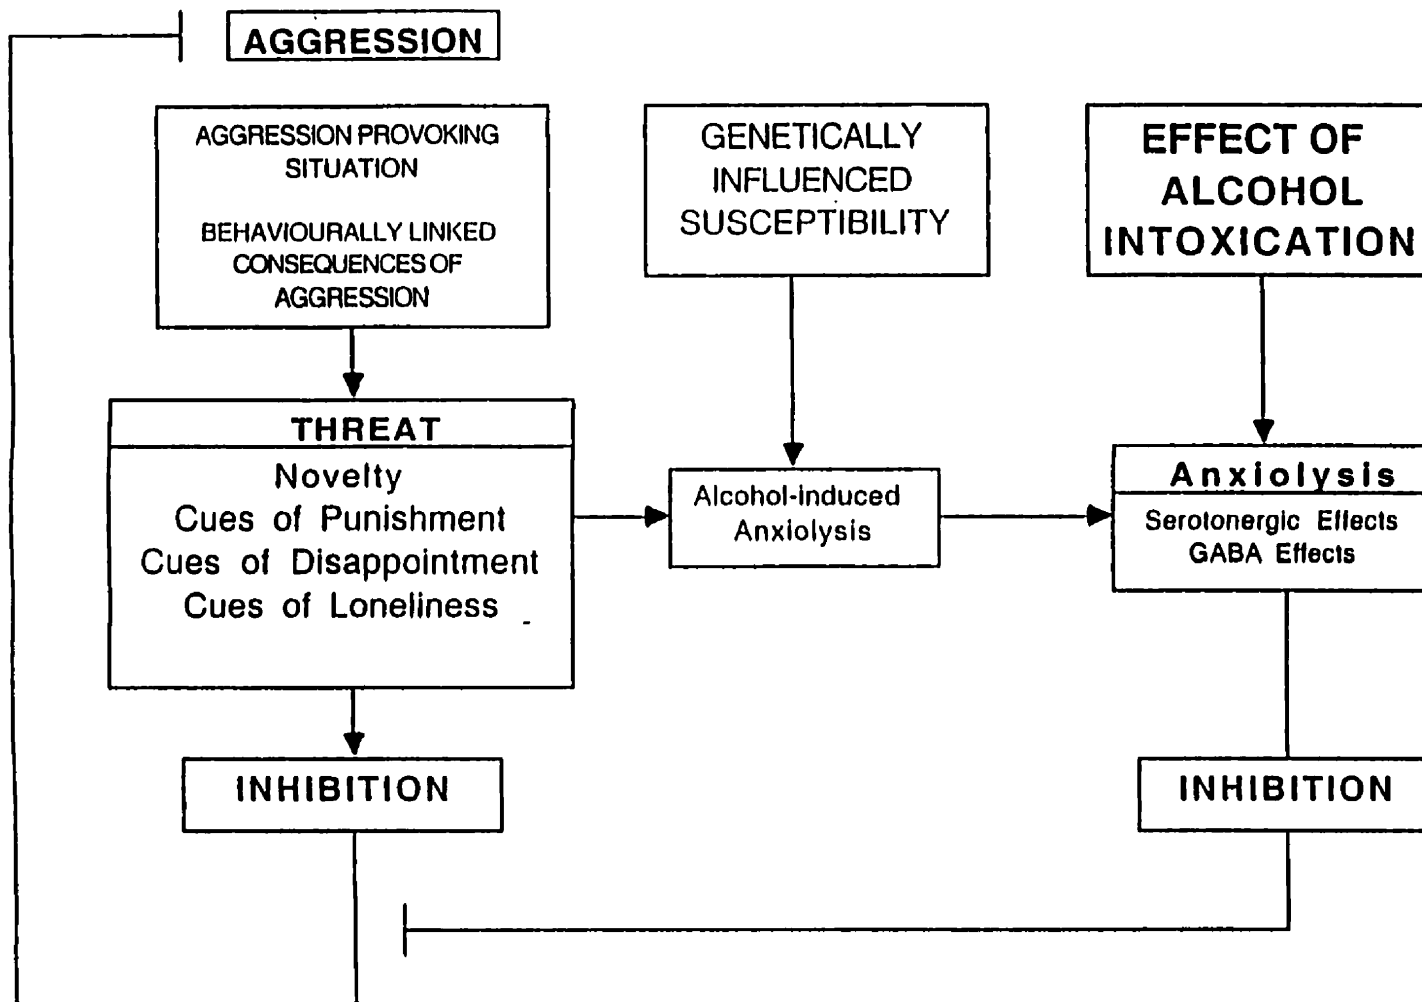 AGGRESSION
AGGRESSION PROVOKING
SITUATION
BEHAVIOURALLY LINKED
CONSEQUENCES OF
AGGRESSION
GENETICALLY
INFLUENCED
SUSCEPTIBILITY
EFFECT OF
ALCOHOL
INTOXICATION
THREAT
Novelty
Cues of Punishment
Cues of Disappointment
Cues of Loneliness
Alcohol-induced
Anxiolysis
Anxiolysis
Serotonergic Effects
GABA Effects
INHIBITION
INHIBITION